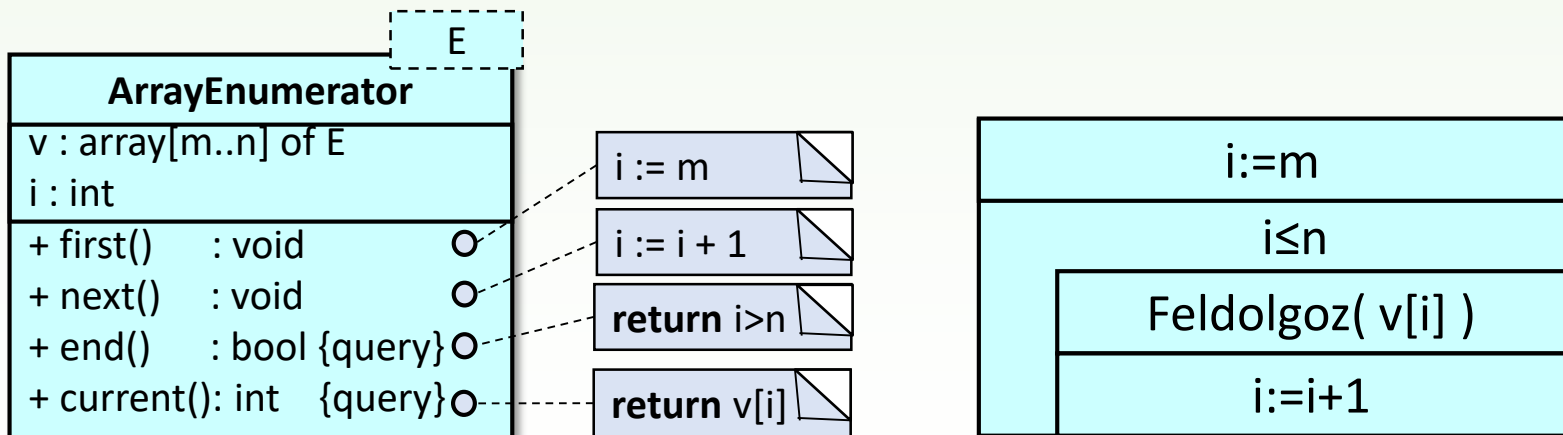 E
ArrayEnumerator
v : array[m..n] of E
i : int
+ first() : void
+ next() : void
+ end() : bool {query}
+ current(): int {query}
i := m
i := i + 1
return i>n
return v[i]
i:=m
i≤n
Feldolgoz( v[i] )
i:=i+1